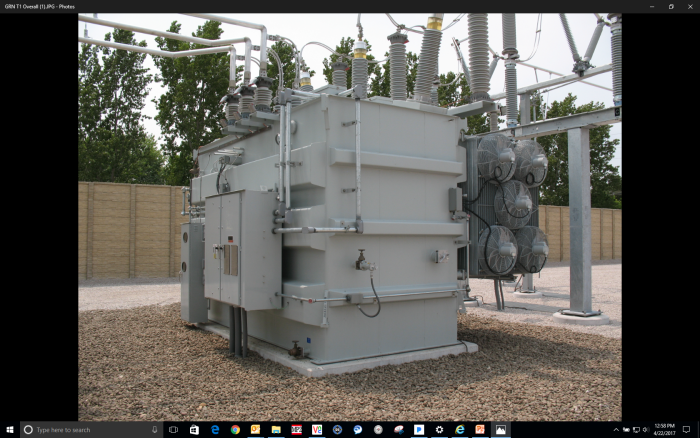 GRN T1 Overall (1).JPG - Photos
Type here to search
12:58 PM
4/22/2017